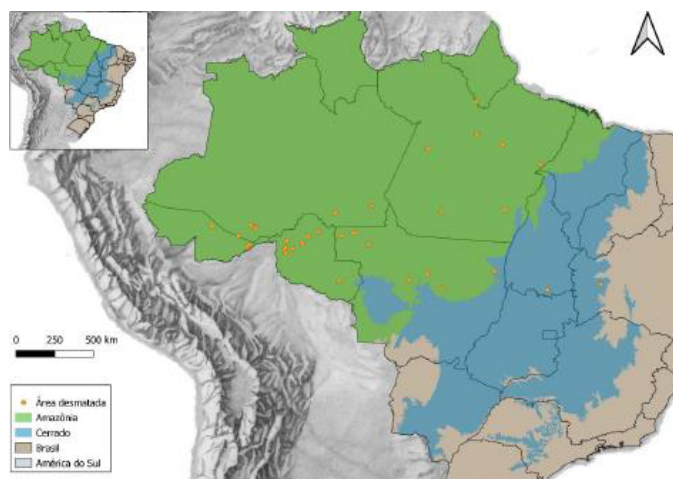 0 250 500 km
Área desmatada
Amazônia
Cerrado
Brasil
América do Sul